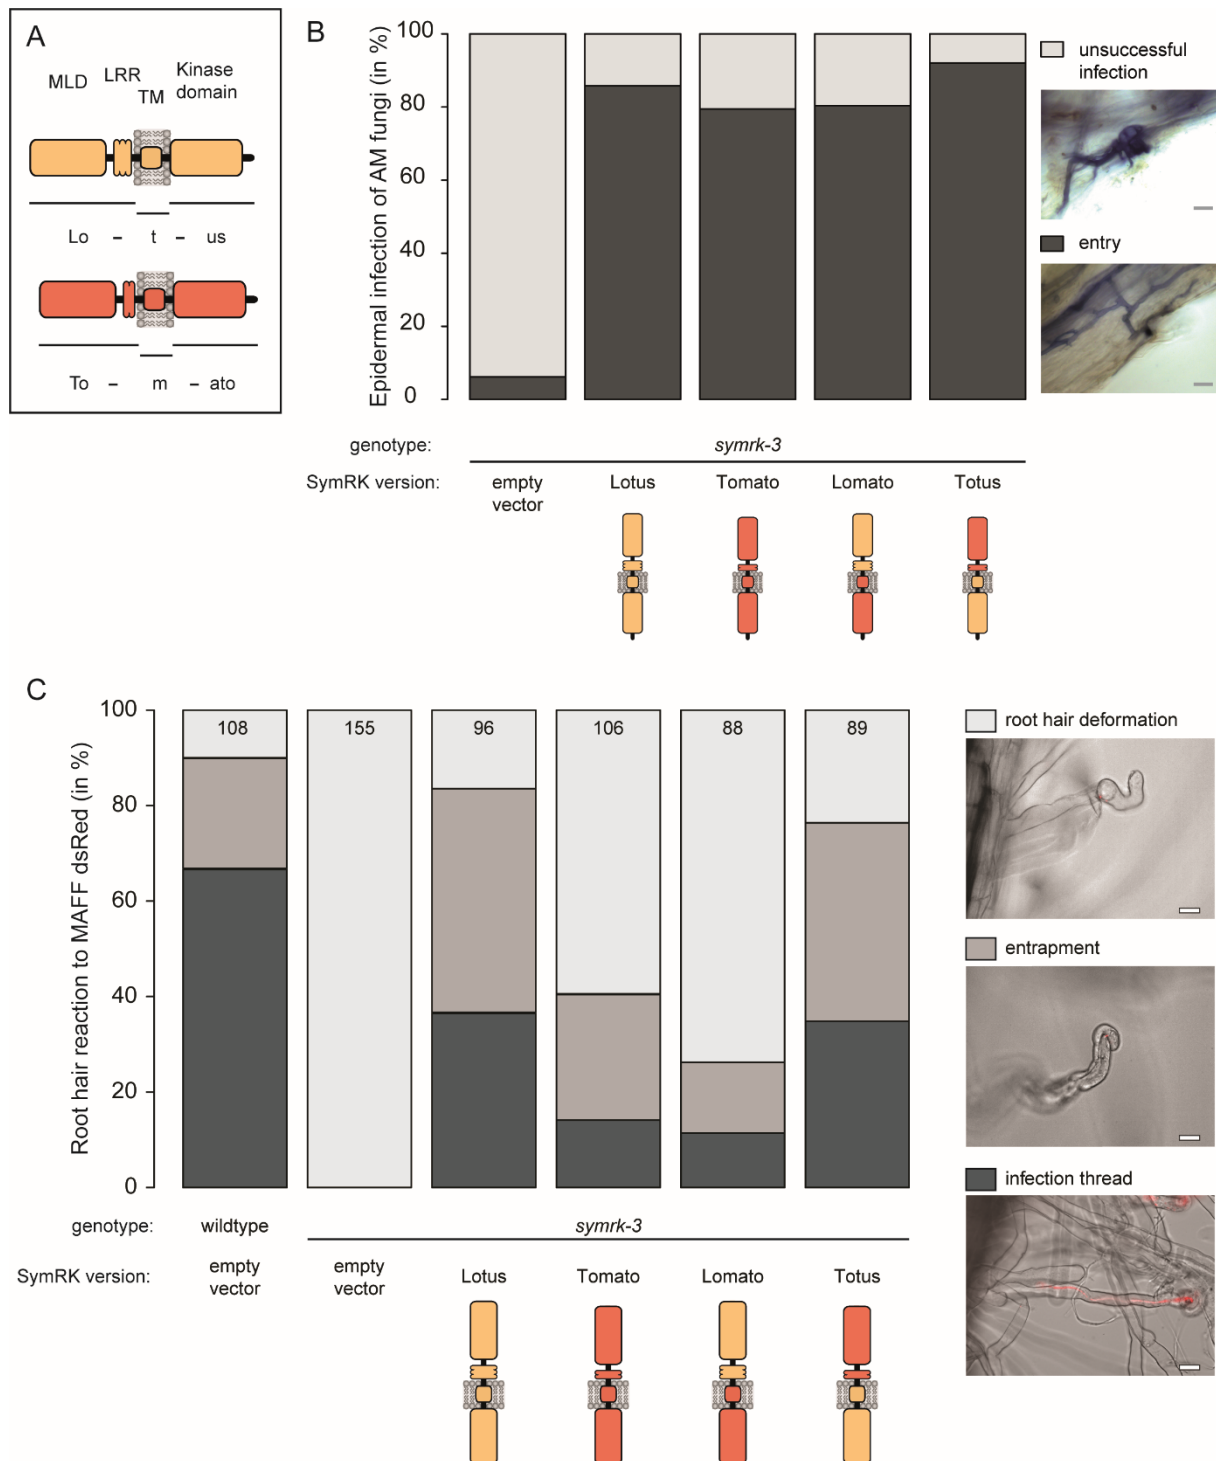 A
MLD LRR TM Kinase domain
Lo – t – us
To – m – ato
B
Epidermal infection of AM fungi (in %)
100
80
60
40
20
0
unsuccessful
infection
entry
genotype: symrk-3
SymRK version: empty vector Lotus Tomato Lomato Totus
C
Root hair reaction to MAFF dsRed (in %)
100
80
60
40
20
0
108 155 96 106 88 89
root hair deformation
entrapment
infection thread
genotype: wildtype symrk-3
SymRK version: empty vector empty vector Lotus Tomato Lomato Totus